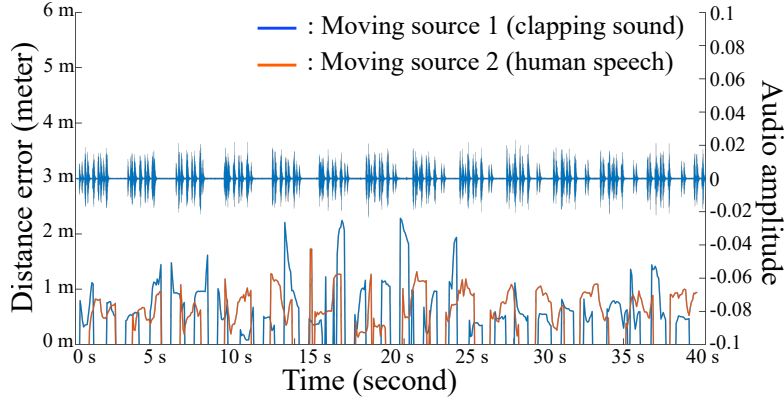 6 m
5 m
4 m
3 m
2 m
1 m
0 m
Distance error (meter)
: Moving source 1 (clapping sound)
: Moving source 2 (human speech)
0.1
0.08
0.06
0.04
0.02
0
-0.02
-0.04
-0.06
-0.08
-0.1
Audio amplitude
0 s 5 s 10 s 15 s 20 s 25 s 30 s 35 s 40 s
Time (second)